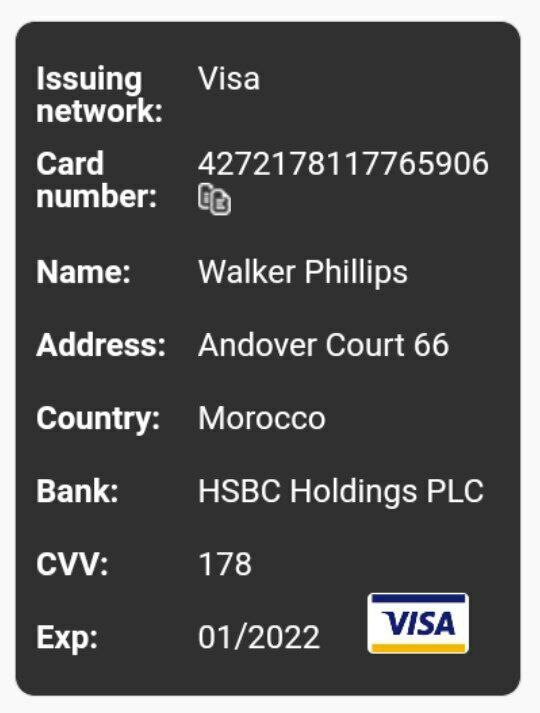 Issuing network: Visa
Card number: 4272178117765906
Name: Walker Phillips
Address: Andover Court 66
Country: Morocco
Bank: HSBC Holdings PLC
CVV: 178
Exp: 01/2022
VISA